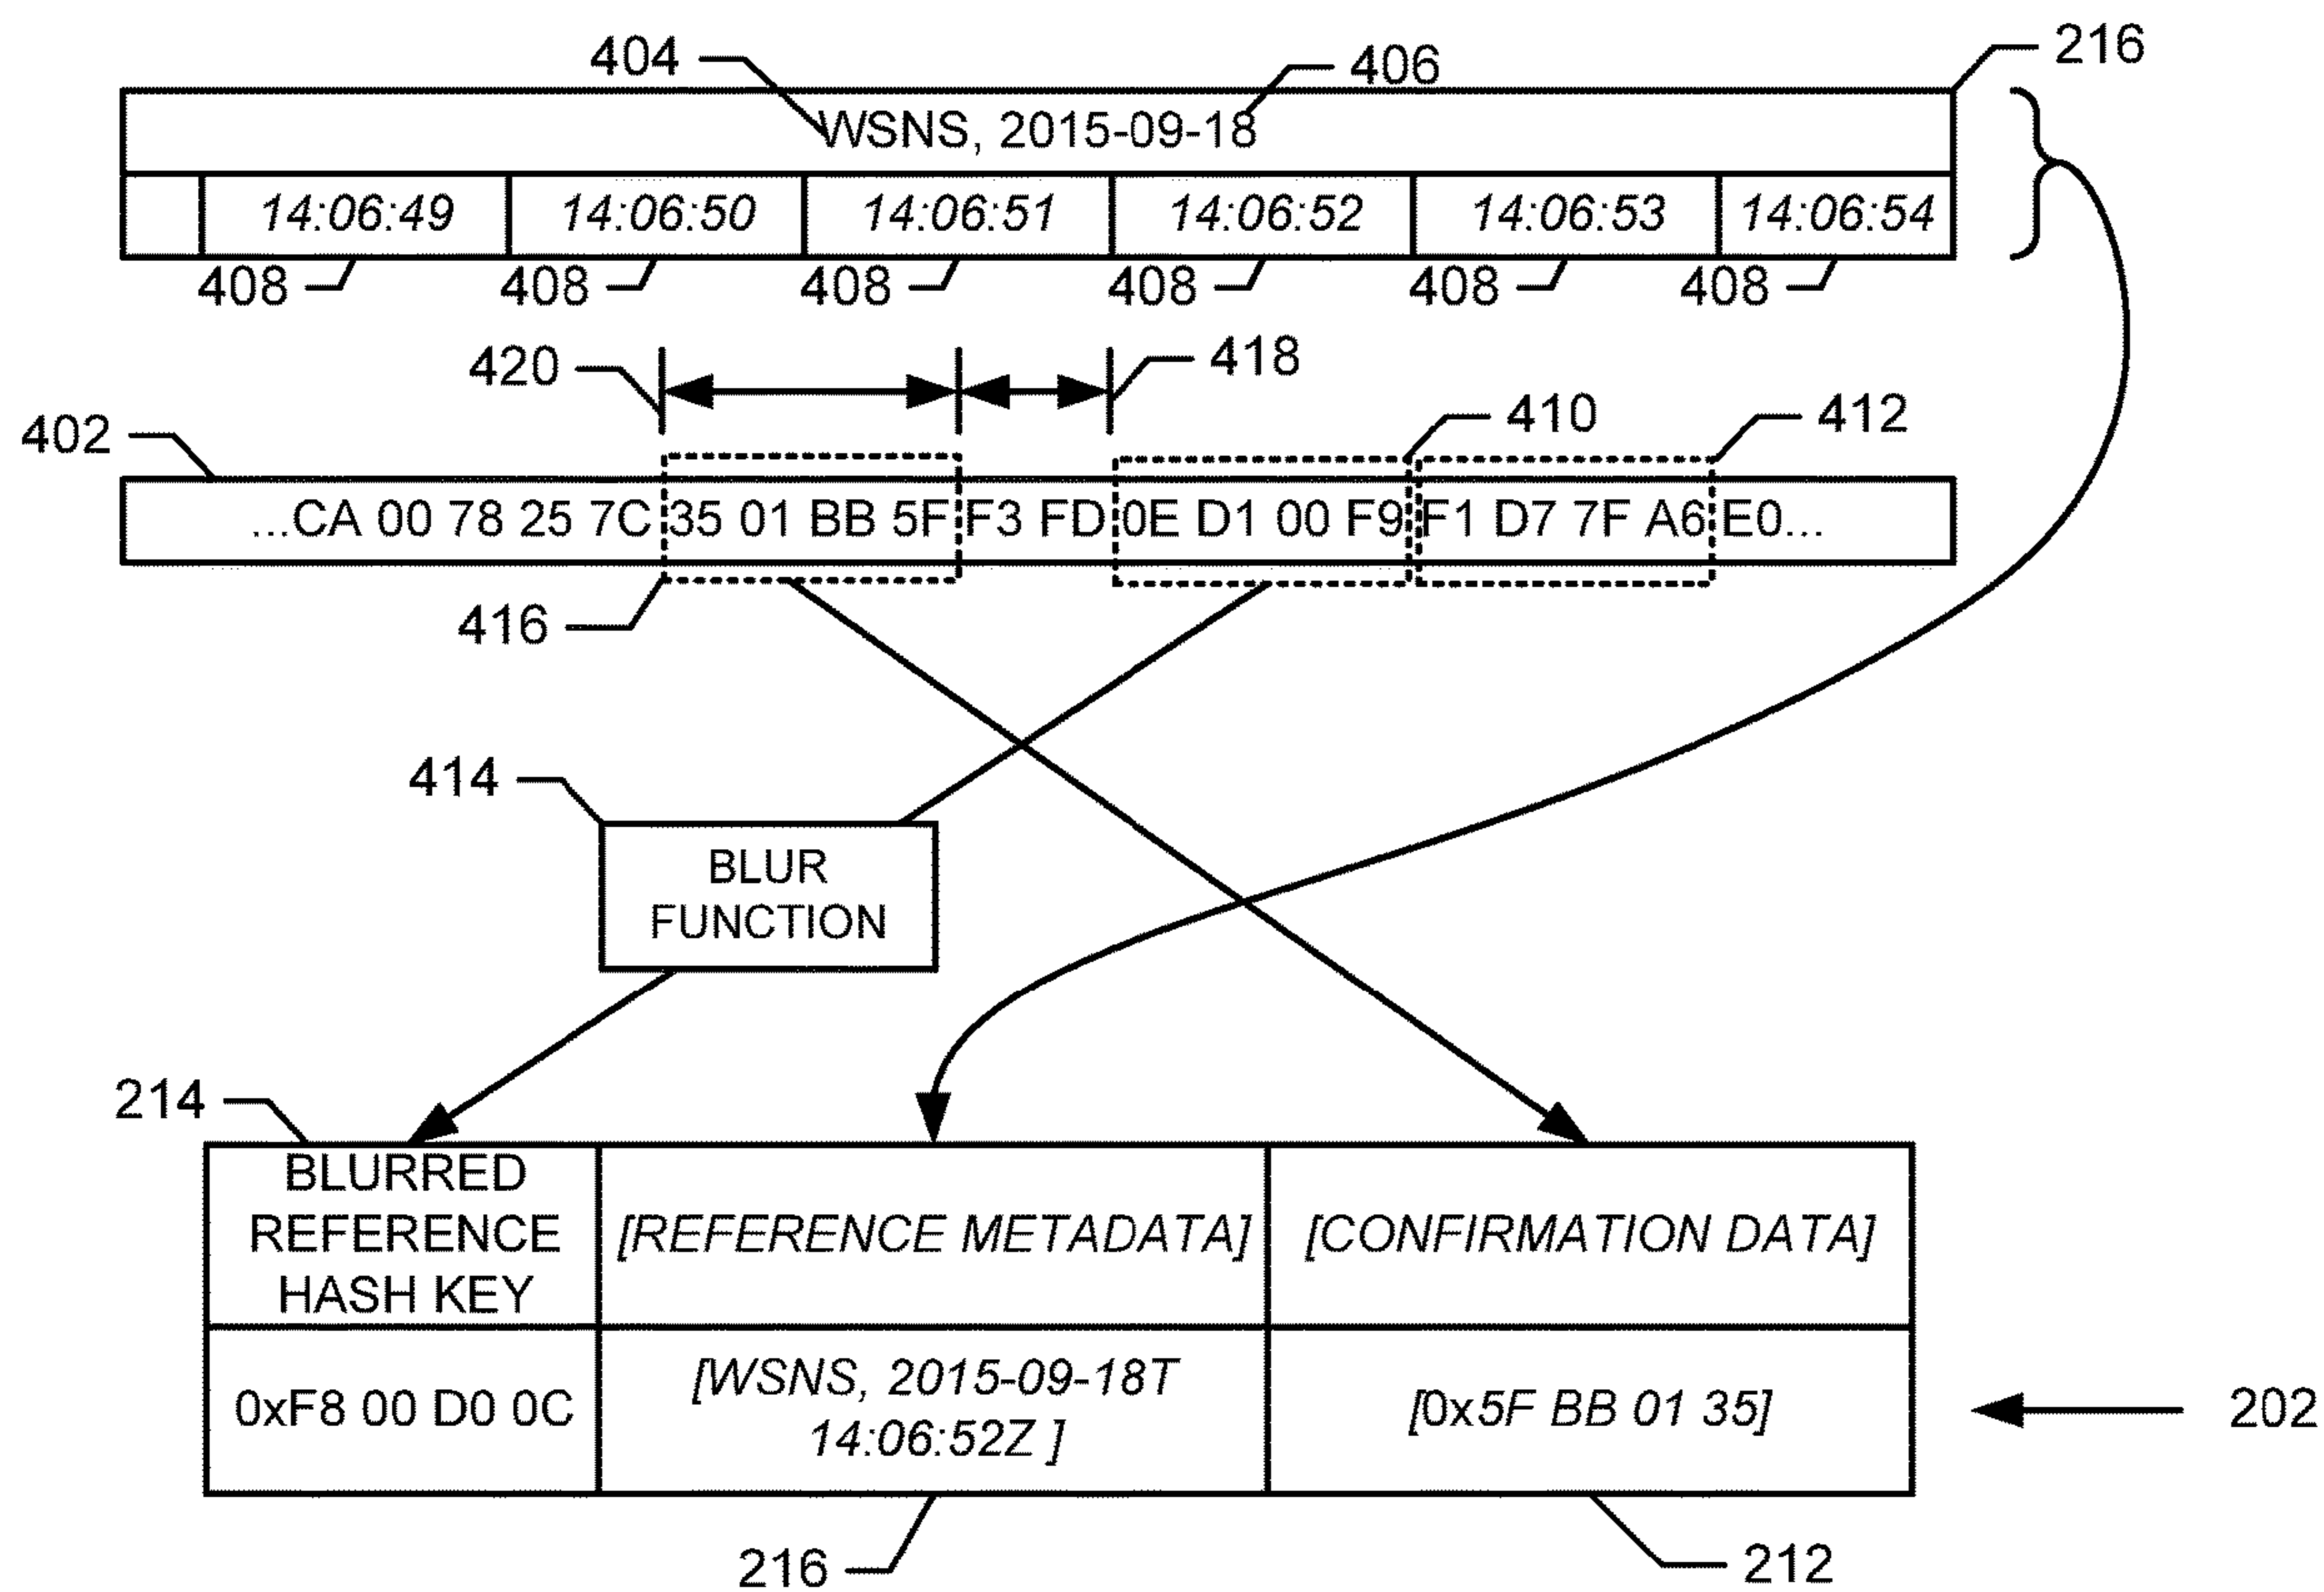 404
406
216
WSNS, 2015-09-18
14:06:49 14:06:50 14:06:51 14:06:52 14:06:53 14:06:54
408 408 408 408 408 408
420
418
402
410
412
...CA 00 78 25 7C 35 01 BB 5F F3 FD 0E D1 00 F9 F1 D7 7F A6 E0...
416
414
BLUR
FUNCTION
214
BLURRED
REFERENCE
HASH KEY
[REFERENCE METADATA]
[CONFIRMATION DATA]
0xF8 00 D0 0C
[WSNS, 2015-09-18T
14:06:52Z ]
[0x5F BB 01 35]
202
216
212